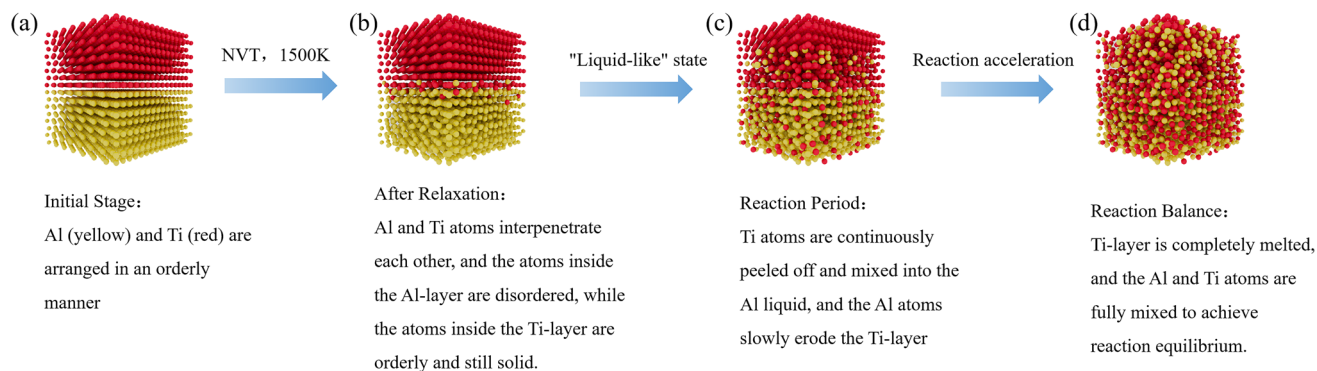 (a)
NVT，1500K
(b)
"Liquid-like" state
(c)
Reaction acceleration
(d)
Initial Stage：
Al (yellow) and Ti (red) are
arranged in an orderly
manner
After Relaxation：
Al and Ti atoms interpenetrate
each other, and the atoms inside
the Al-layer are disordered, while
the atoms inside the Ti-layer are
orderly and still solid.
Reaction Period：
Ti atoms are continuously
peeled off and mixed into the
Al liquid, and the Al atoms
slowly erode the Ti-layer
Reaction Balance：
Ti-layer is completely melted,
and the Al and Ti atoms are
fully mixed to achieve
reaction equilibrium.